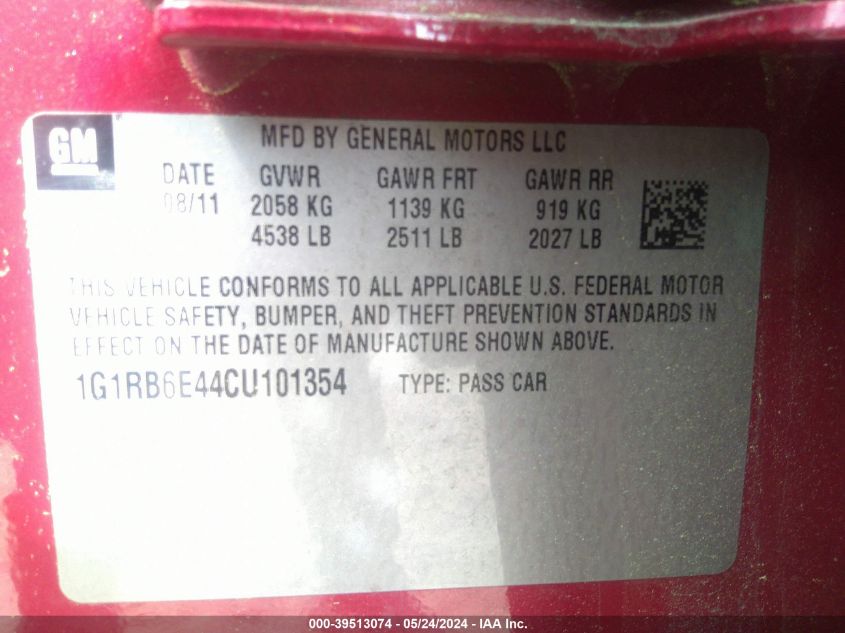 GM
MFD BY GENERAL MOTORS LLC
DATE GVWR GAWR FRT GAWR RR
08/11 2058 KG 1139 KG 919 KG
4538 LB 2511 LB 2027 LB
THIS VEHICLE CONFORMS TO ALL APPLICABLE U.S. FEDERAL MOTOR
VEHICLE SAFETY, BUMPER, AND THEFT PREVENTION STANDARDS IN
EFFECT ON THE DATE OF MANUFACTURE SHOWN ABOVE.
1G1RB6E44CU101354 TYPE: PASS CAR
000-39513074 - 05/24/2024 - IAA Inc.